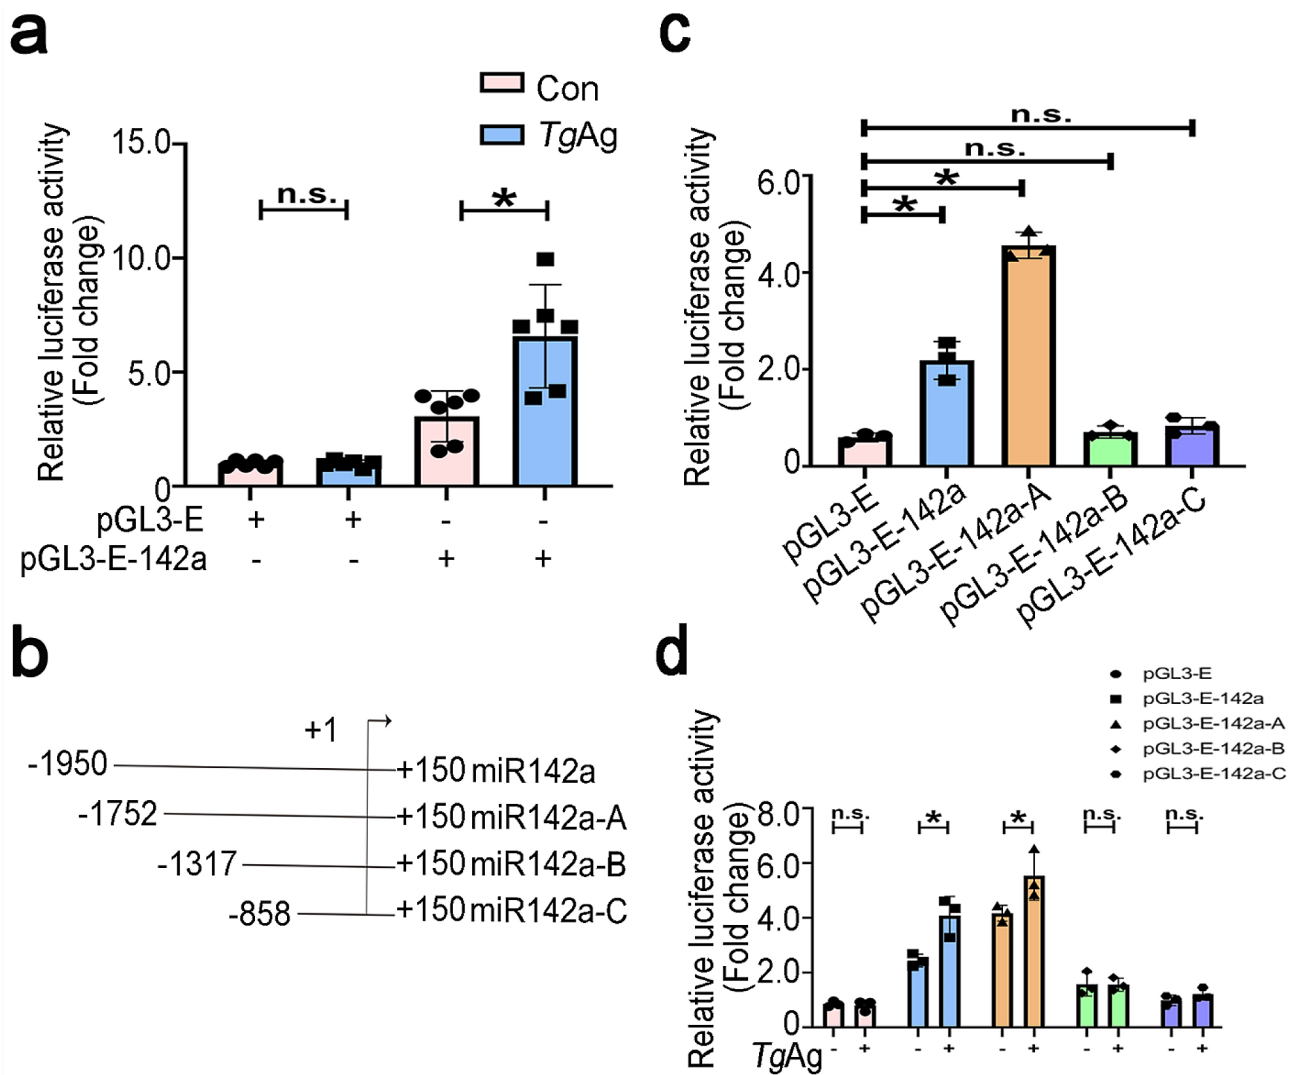 a
Con
TgAg
Relative luciferase activity
(Fold change)
15.0
10.0
5.0
0
n.s.
*
pGL3-E + + - -
pGL3-E-142a - - + +
c
Relative luciferase activity
(Fold change)
6.0
4.0
2.0
0
n.s.
n.s.
*
*
pGL3-E
pGL3-E-142a
pGL3-E-142a-A
pGL3-E-142a-B
pGL3-E-142a-C
b
+1
-1950 +150 miR142a
-1752 +150 miR142a-A
-1317 +150 miR142a-B
-858 +150 miR142a-C
d
pGL3-E
pGL3-E-142a
pGL3-E-142a-A
pGL3-E-142a-B
pGL3-E-142a-C
Relative luciferase activity
(Fold change)
8.0
6.0
4.0
2.0
0
n.s. * * n.s. n.s.
TgAg - + - + - + - + - +